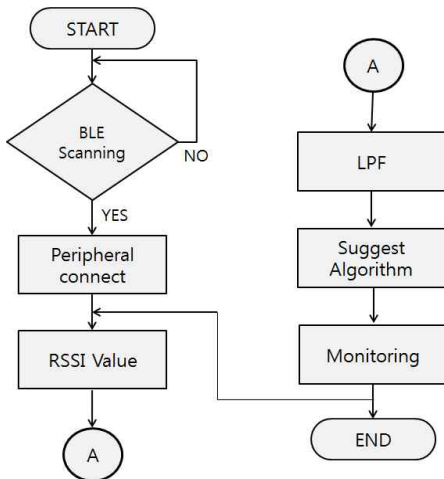 START
BLE
Scanning
NO
YES
Peripheral
connect
RSSI Value
A
A
LPF
Suggest
Algorithm
Monitoring
END